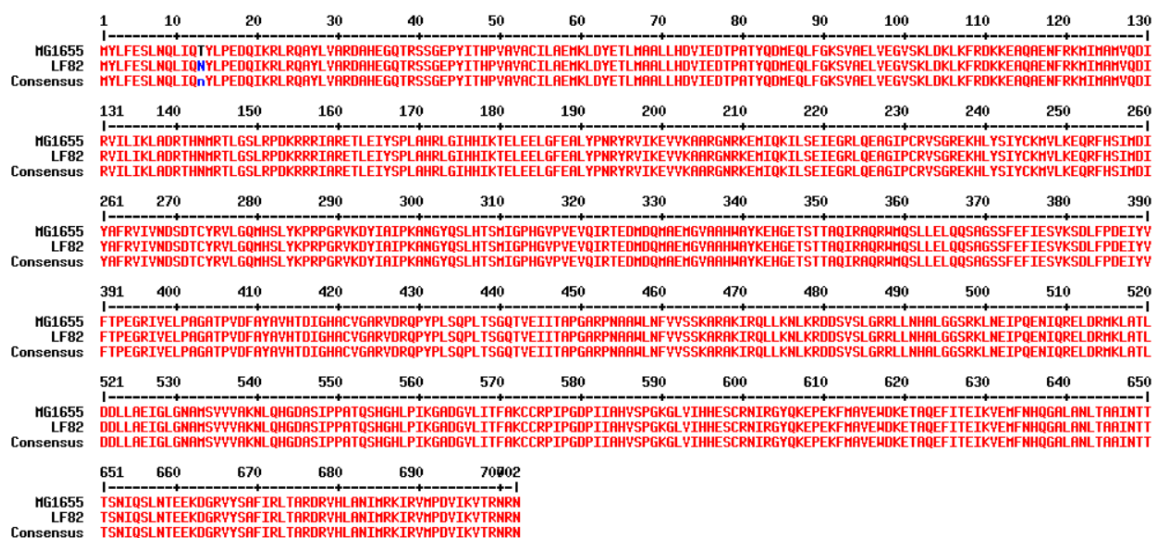 1 10 20 30 40 50 60 70 80 90 100 110 120 130
|--------+---------+---------+---------+---------+---------+---------+---------+---------+---------+---------+---------+---------|
MG1655 MYLFESLNQLIQTYLPEDQIKRLRQAYLVARDAHEGQTRSSGEPYITHPVAVACILAEMKLDYETLMAALLHDVIEDTPATYQDMEQLFGKSVAELVEGVSKLDKLKFRDKKEAQAENFRKMIMAMVQDI
LF82 MYLFESLNQLIQNYLPEDQIKRLRQAYLVARDAHEGQTRSSGEPYITHPVAVACILAEMKLDYETLMAALLHDVIEDTPATYQDMEQLFGKSVAELVEGVSKLDKLKFRDKKEAQAENFRKMIMAMVQDI
Consensus MYLFESLNQLIQnYLPEDQIKRLRQAYLVARDAHEGQTRSSGEPYITHPVAVACILAEMKLDYETLMAALLHDVIEDTPATYQDMEQLFGKSVAELVEGVSKLDKLKFRDKKEAQAENFRKMIMAMVQDI
131 140 150 160 170 180 190 200 210 220 230 240 250 260
|--------+---------+---------+---------+---------+---------+---------+---------+---------+---------+---------+---------+---------|
MG1655 RVILIKLADRTHNMRTLGSLRPDKRRRIARETLEIYSPLAHRLGIHHIKTELEELGFEALYPNRYRVIKEVVKAARGNRKEMIQKILSEIEGRLQEAGIPCRVSGREKHLYSIYCKMVLKEQRFHSIMDI
LF82 RVILIKLADRTHNMRTLGSLRPDKRRRIARETLEIYSPLAHRLGIHHIKTELEELGFEALYPNRYRVIKEVVKAARGNRKEMIQKILSEIEGRLQEAGIPCRVSGREKHLYSIYCKMVLKEQRFHSIMDI
Consensus RVILIKLADRTHNMRTLGSLRPDKRRRIARETLEIYSPLAHRLGIHHIKTELEELGFEALYPNRYRVIKEVVKAARGNRKEMIQKILSEIEGRLQEAGIPCRVSGREKHLYSIYCKMVLKEQRFHSIMDI
261 270 280 290 300 310 320 330 340 350 360 370 380 390
|--------+---------+---------+---------+---------+---------+---------+---------+---------+---------+---------+---------+---------|
MG1655 YAFRVIVNDSDTCYRVLGQMHSLYKPRPGRVKDYIAIPKANGYQSLHTSMIGPHGVPVEVQIRTEDMDQMAEMGVAAHWAYKEHGETSTTAQIRAQRWMQSLLELQQSAGSSFEFIESVKSDLFPDEIYV
LF82 YAFRVIVNDSDTCYRVLGQMHSLYKPRPGRVKDYIAIPKANGYQSLHTSMIGPHGVPVEVQIRTEDMDQMAEMGVAAHWAYKEHGETSTTAQIRAQRWMQSLLELQQSAGSSFEFIESVKSDLFPDEIYV
Consensus YAFRVIVNDSDTCYRVLGQMHSLYKPRPGRVKDYIAIPKANGYQSLHTSMIGPHGVPVEVQIRTEDMDQMAEMGVAAHWAYKEHGETSTTAQIRAQRWMQSLLELQQSAGSSFEFIESVKSDLFPDEIYV
391 400 410 420 430 440 450 460 470 480 490 500 510 520
|--------+---------+---------+---------+---------+---------+---------+---------+---------+---------+---------+---------+---------|
MG1655 FTPEGRIVELPAGATPVDFAYAVHTDIGHACVGARVDRQPYPLSQPLTSGQTVEIITAPGARPNAAWLNFVVSSKARAKIRQLLKNLKRDDSVSLGRRLLNHALGGSRKLNEIPQENIQRELDRMKLATL
LF82 FTPEGRIVELPAGATPVDFAYAVHTDIGHACVGARVDRQPYPLSQPLTSGQTVEIITAPGARPNAAWLNFVVSSKARAKIRQLLKNLKRDDSVSLGRRLLNHALGGSRKLNEIPQENIQRELDRMKLATL
Consensus FTPEGRIVELPAGATPVDFAYAVHTDIGHACVGARVDRQPYPLSQPLTSGQTVEIITAPGARPNAAWLNFVVSSKARAKIRQLLKNLKRDDSVSLGRRLLNHALGGSRKLNEIPQENIQRELDRMKLATL
521 530 540 550 560 570 580 590 600 610 620 630 640 650
|--------+---------+---------+---------+---------+---------+---------+---------+---------+---------+---------+---------+---------|
MG1655 DDLLAEIGLGNAMSVVVAKNLQHGDASIPPATQSHGHLPIKGADGVLITFAKCCRPIPGDPIIAHVSPGKGLVIHHESCRNIRGYQKEPEKFMAVEWDKETAQEFITEIKVEMFNHQGALANLTAAINTT
LF82 DDLLAEIGLGNAMSVVVAKNLQHGDASIPPATQSHGHLPIKGADGVLITFAKCCRPIPGDPIIAHVSPGKGLVIHHESCRNIRGYQKEPEKFMAVEWDKETAQEFITEIKVEMFNHQGALANLTAAINTT
Consensus DDLLAEIGLGNAMSVVVAKNLQHGDASIPPATQSHGHLPIKGADGVLITFAKCCRPIPGDPIIAHVSPGKGLVIHHESCRNIRGYQKEPEKFMAVEWDKETAQEFITEIKVEMFNHQGALANLTAAINTT
651 660 670 680 690 700702
|--------+---------+---------+---------+---------+-|
MG1655 TSNIQSLNTEEKDGRVYSAFIRLTARDRVHLANIMRKIRVMPDVIKVTRNRN
LF82 TSNIQSLNTEEKDGRVYSAFIRLTARDRVHLANIMRKIRVMPDVIKVTRNRN
Consensus TSNIQSLNTEEKDGRVYSAFIRLTARDRVHLANIMRKIRVMPDVIKVTRNRN